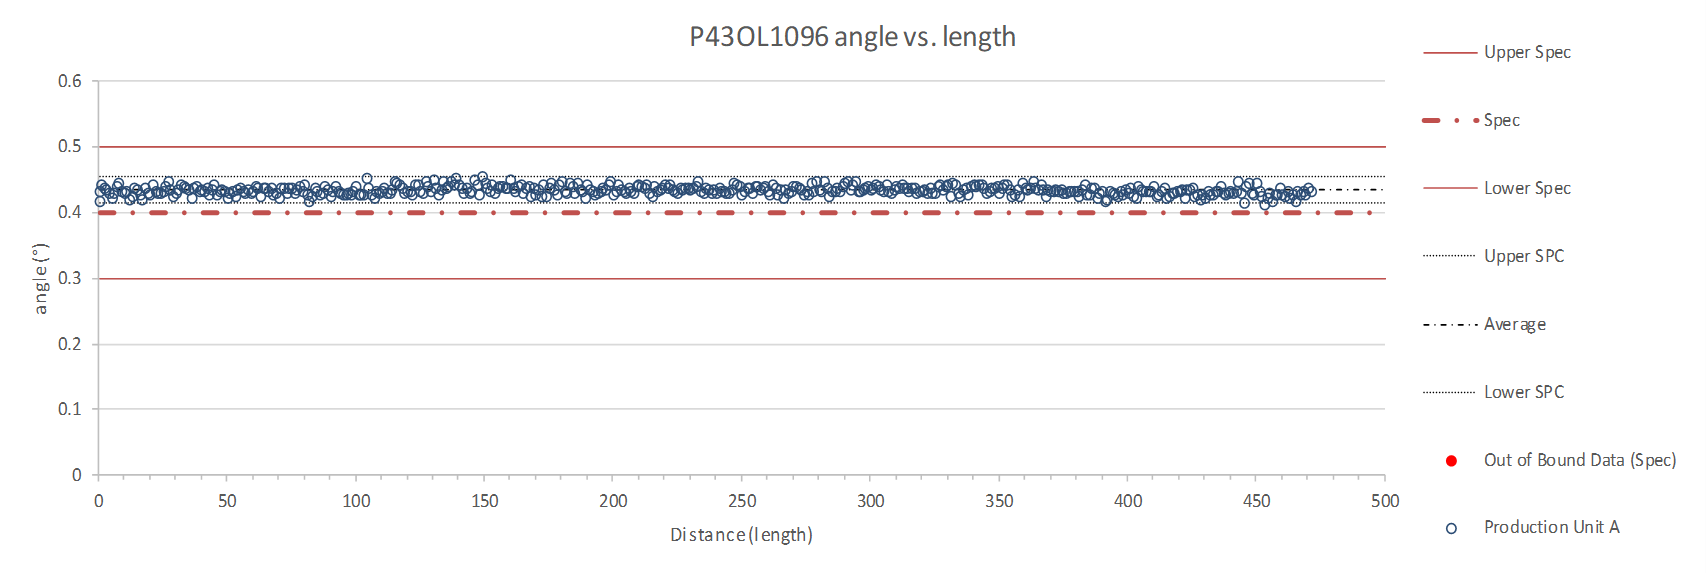 P43OL1096 angle vs. length
Upper Spec
Spec
Lower Spec
Upper SPC
Average
Lower SPC
Out of Bound Data (Spec)
Production Unit A
0.6
0.5
0.4
0.3
0.2
0.1
0
angle (°)
0 50 100 150 200 250 300 350 400 450 500
Distance (length)